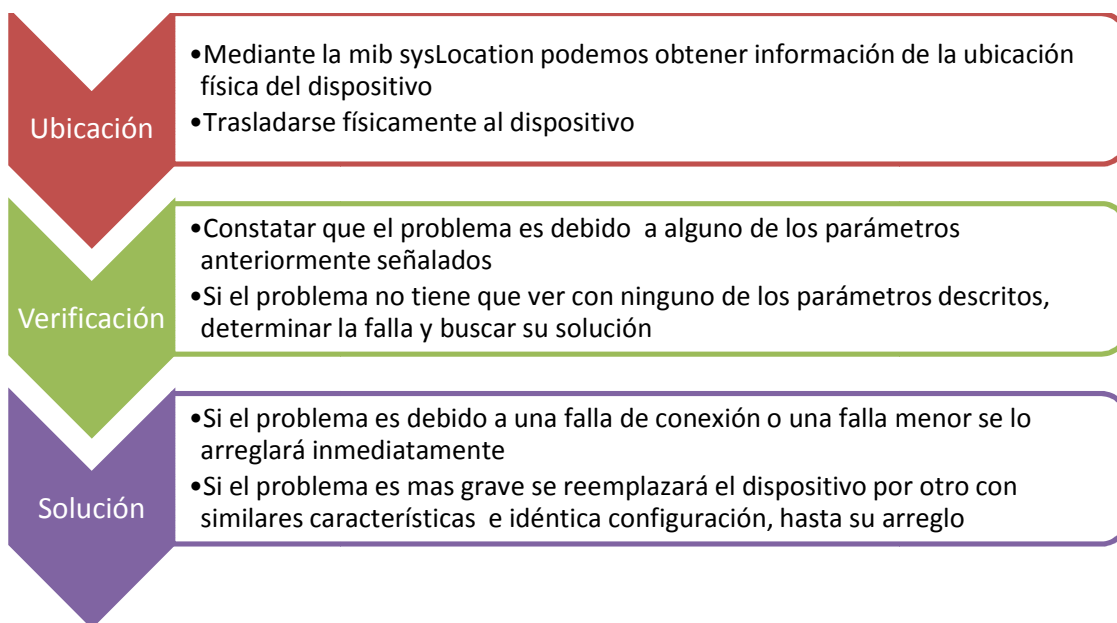 Ubicación
•Mediante la mib sysLocation podemos obtener información de la ubicación
física del dispositivo
•Trasladarse físicamente al dispositivo
Verificación
•Constatar que el problema es debido a alguno de los parámetros
anteriormente señalados
•Si el problema no tiene que ver con ninguno de los parámetros descritos,
determinar la falla y buscar su solución
Solución
•Si el problema es debido a una falla de conexión o una falla menor se lo
arreglará inmediatamente
•Si el problema es mas grave se reemplazará el dispositivo por otro con
similares características e idéntica configuración, hasta su arreglo